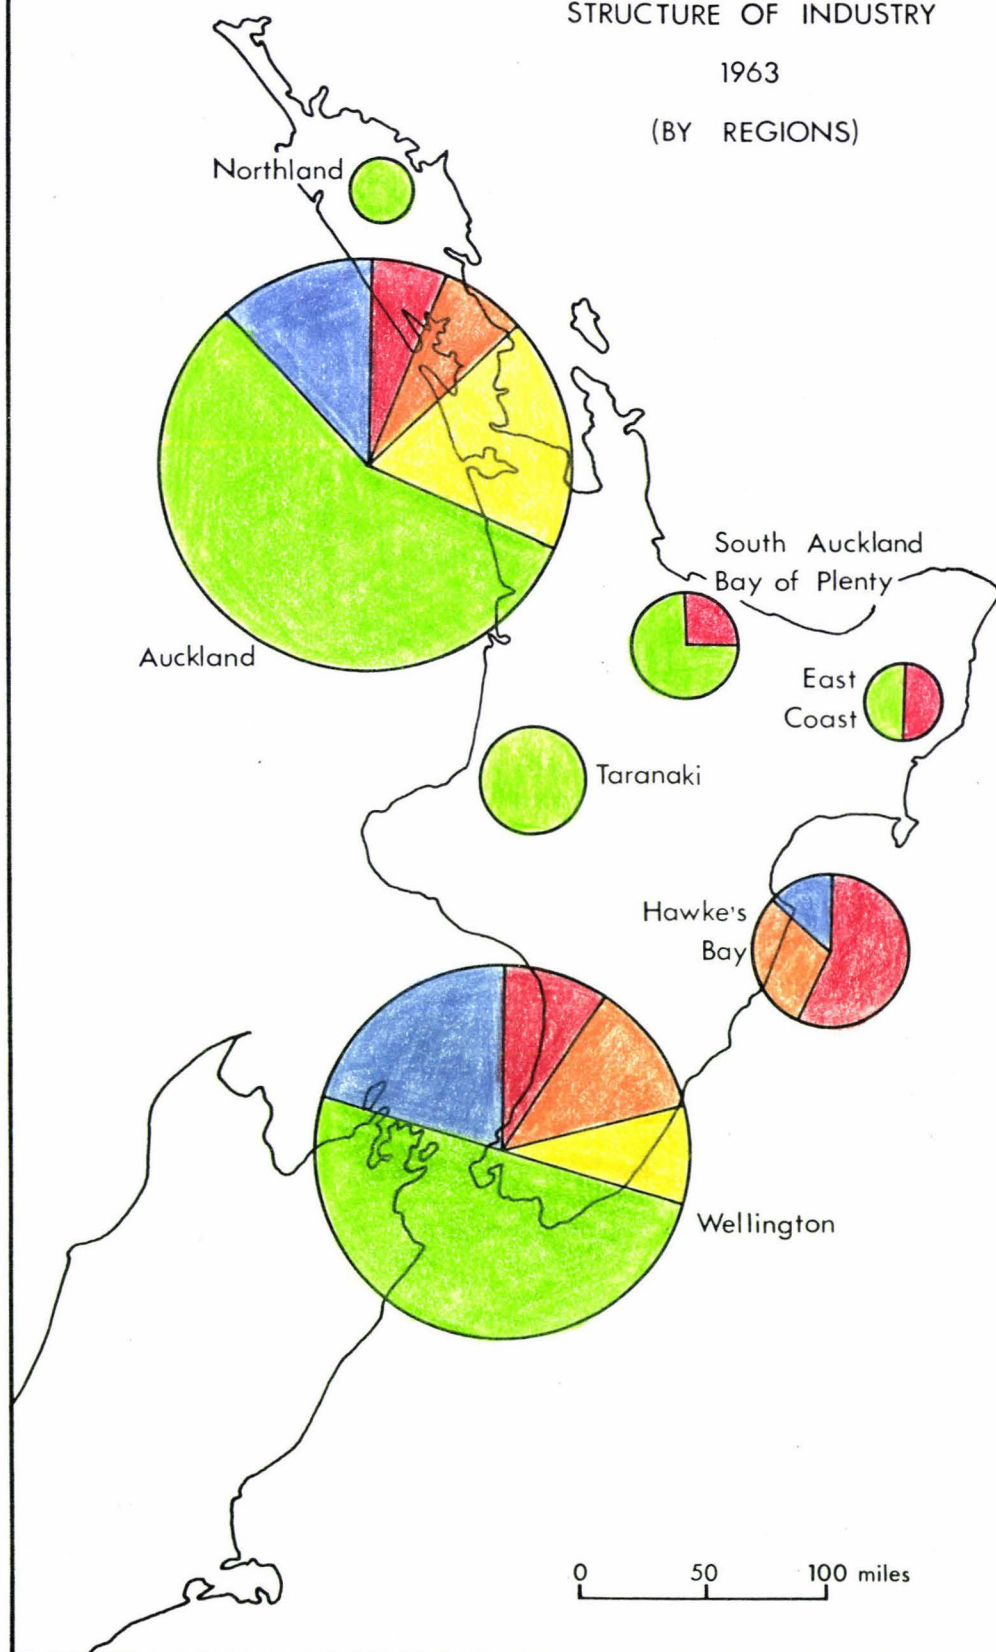 STRUCTURE OF INDUSTRY
1963
(BY REGIONS)
Northland
South Auckland
Bay of Plenty
Auckland
East
Coast
Taranaki
Hawke's
Bay
Wellington
0 50 100 miles